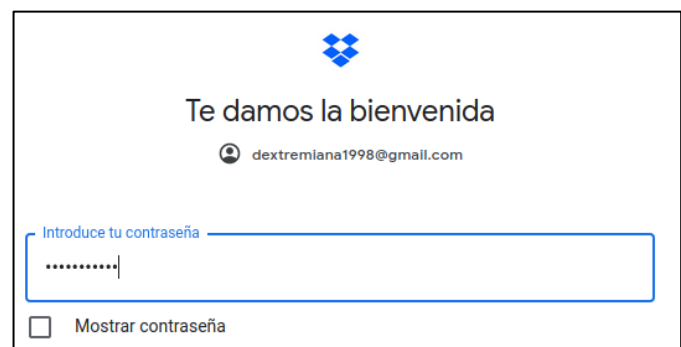 Te damos la bienvenida
dextremiana1998@gmail.com
Introduce tu contraseña
•••••••••••
Mostrar contraseña